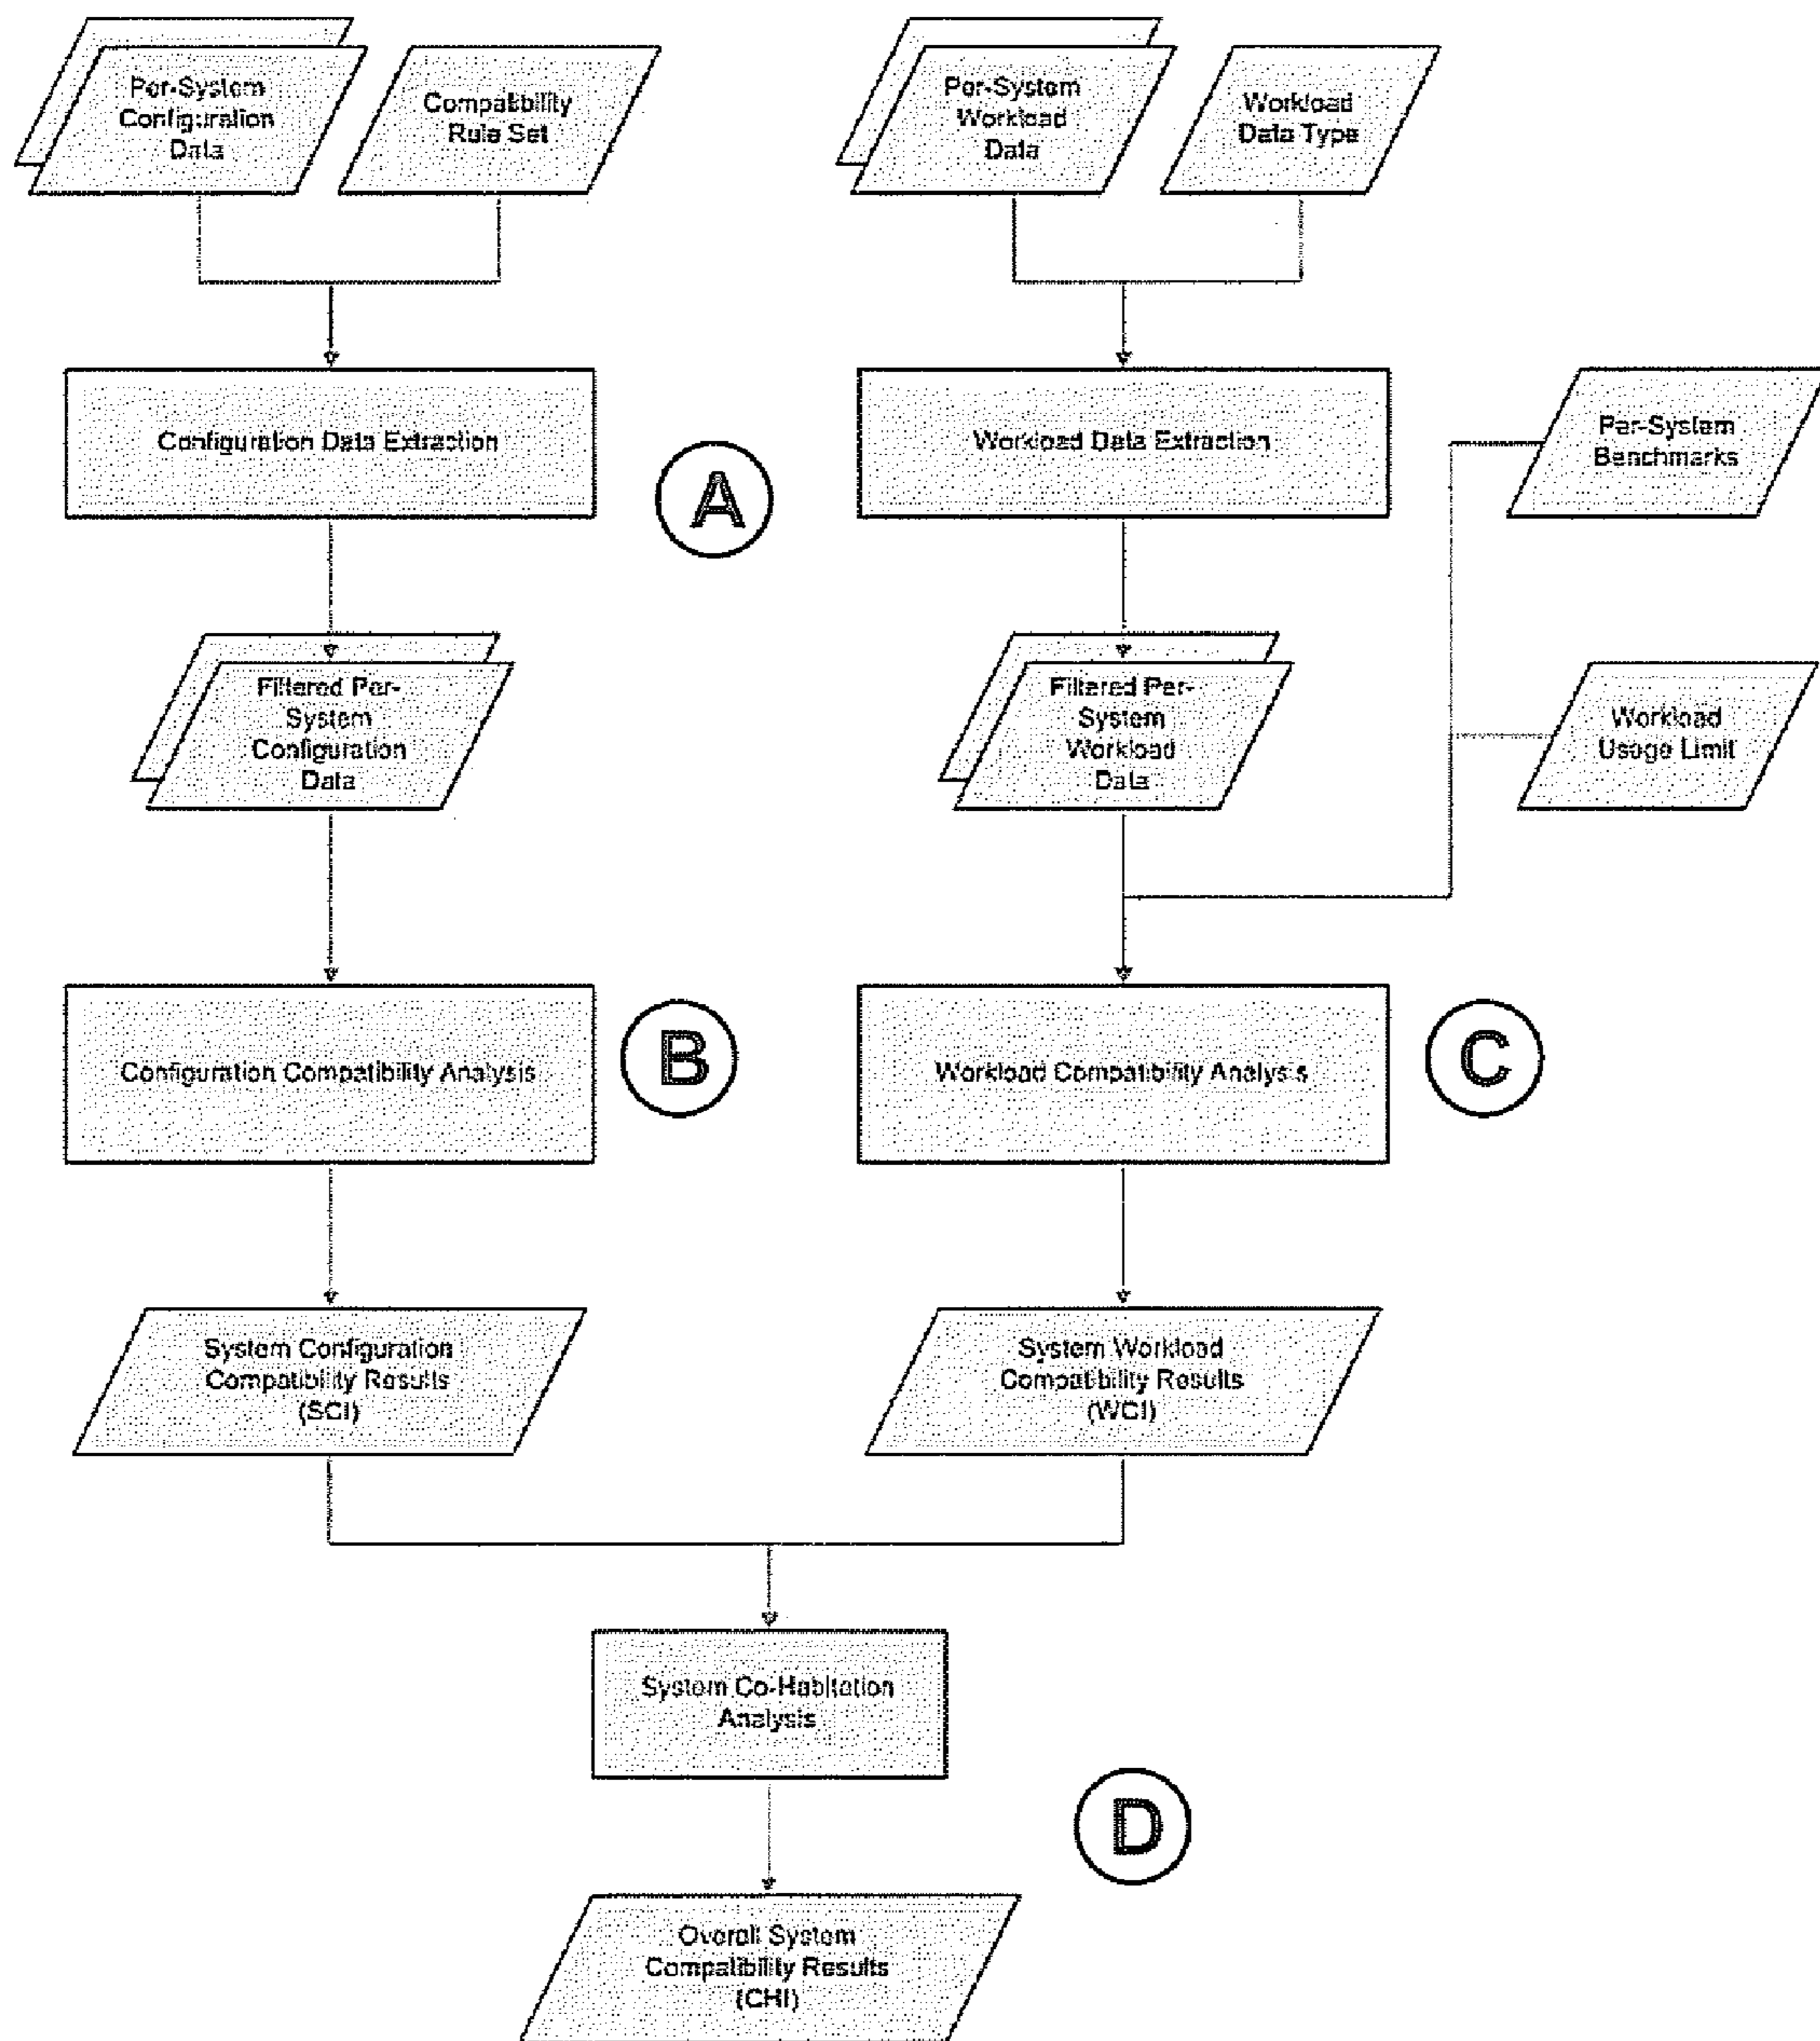 Per-System
Configuration
Data
Compatibility
Rule Set
Per-System
Workload
Data
Workload
Data Type
Configuration Data Extraction
Workload Data Extraction
Per-System
Benchmarks
A
Filtered Per-
System
Configuration
Data
Filtered Per-
System
Workload
Data
Workload
Usage Limit
Configuration Compatibility Analysis
B
Workload Compatibility Analysis
C
System Configuration
Compatibility Results
(SCI)
System Workload
Compatibility Results
(WCI)
System Co-Habitation
Analysis
D
Overall System
Compatibility Results
(CHI)